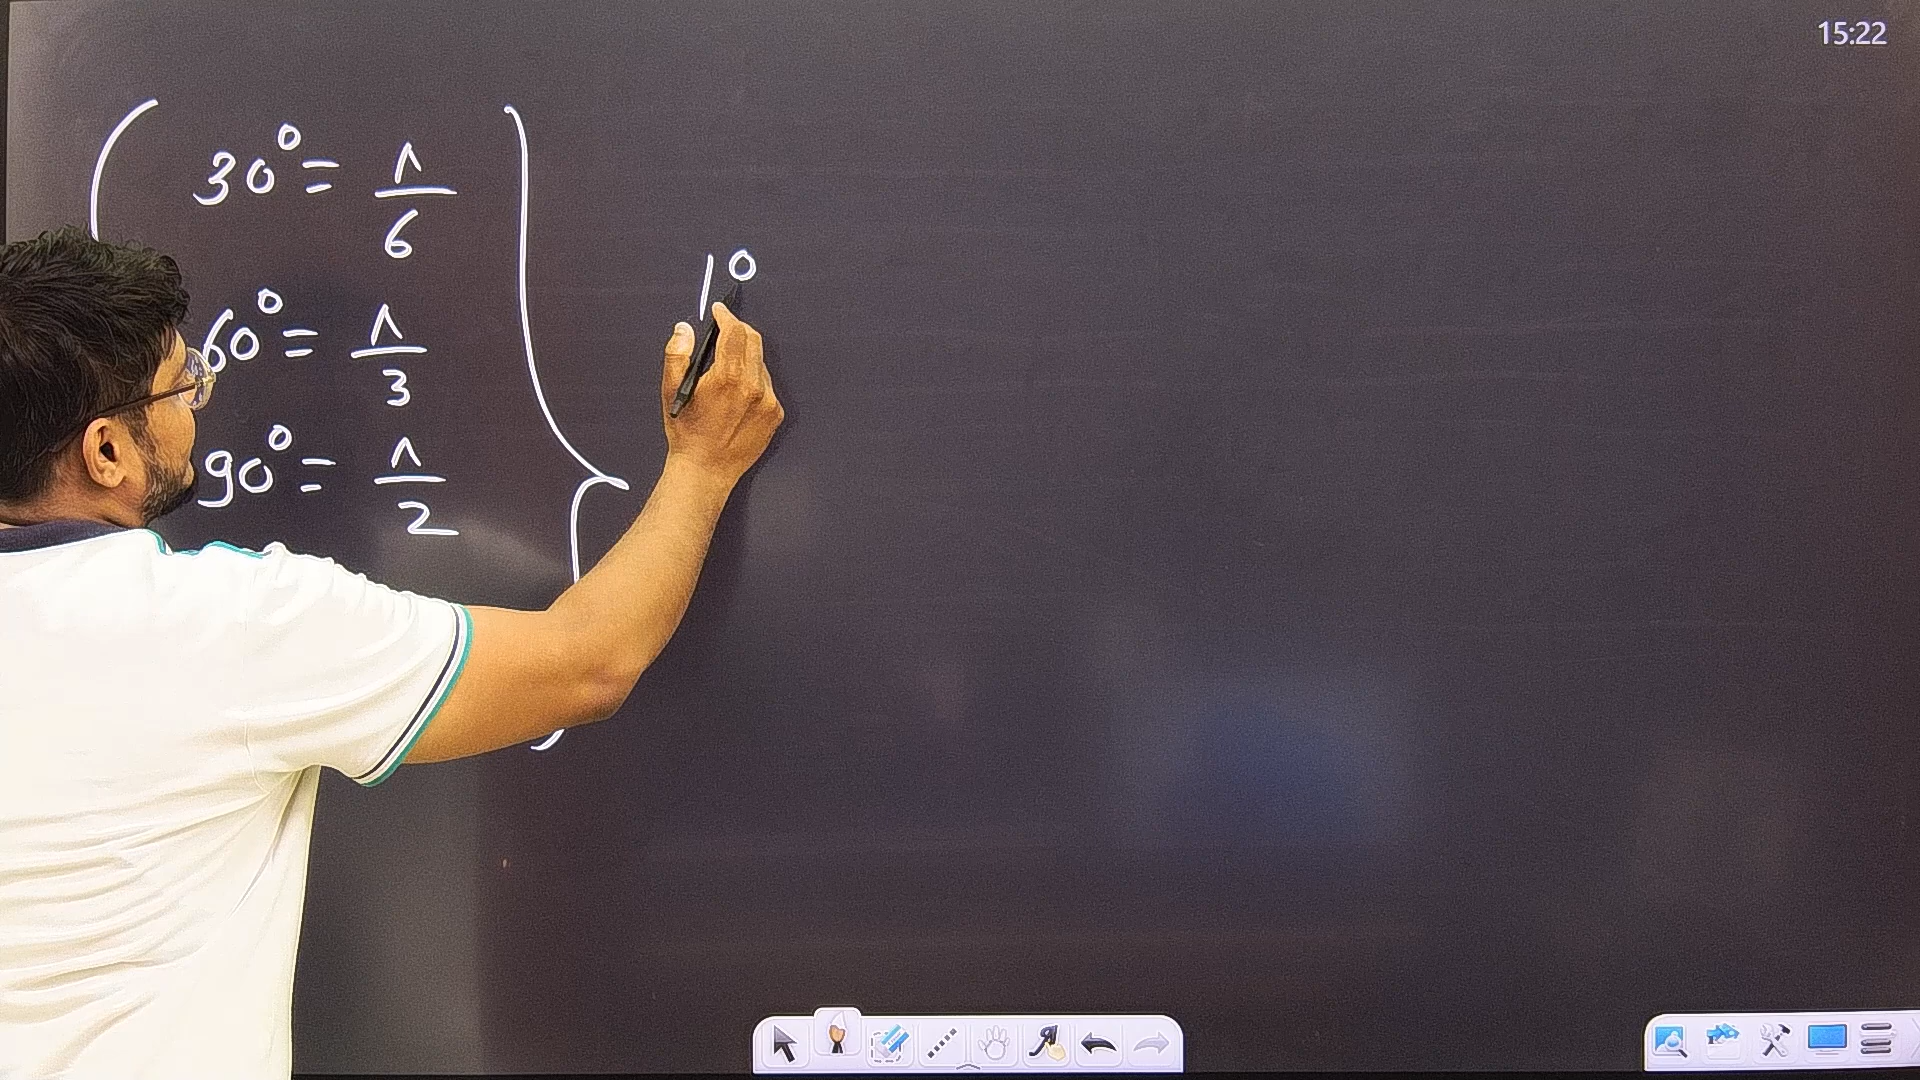 15:22
30° = ʌ/6
60° = ʌ/3
90° = ʌ/2
1°